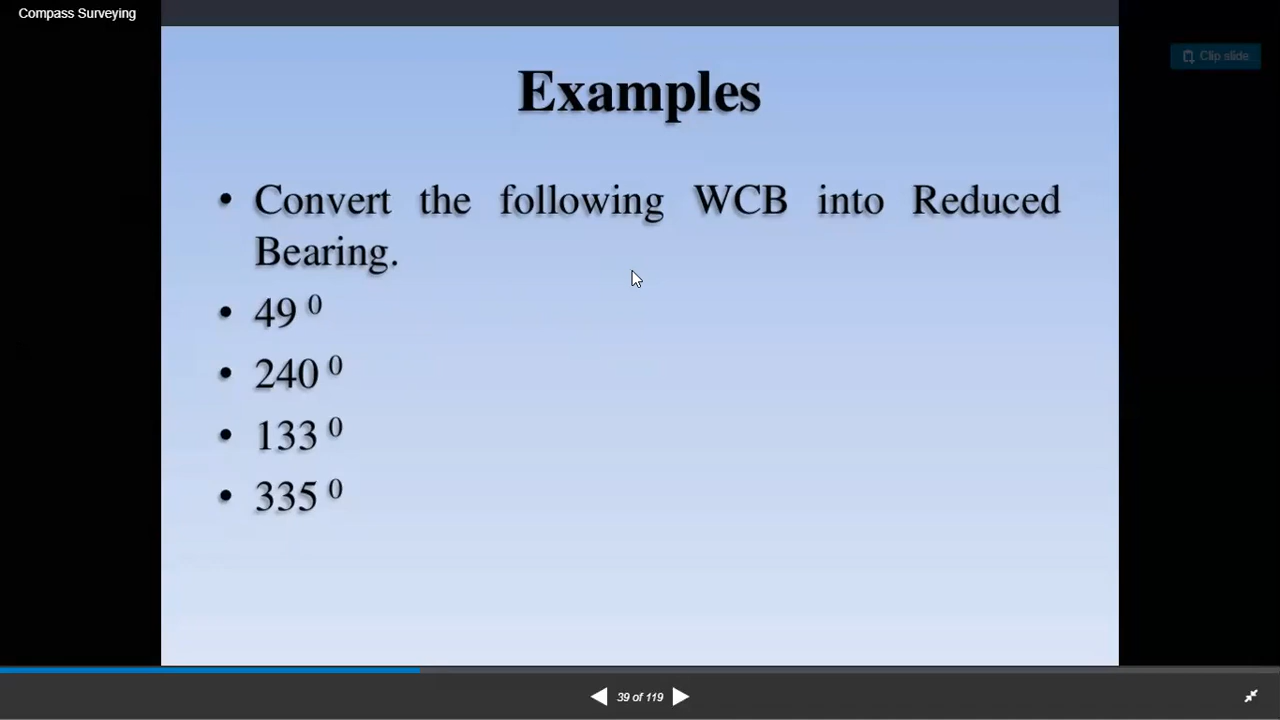 Compass Surveying
Clip slide
Examples
• Convert the following WCB into Reduced
Bearing.
• 49 ⁰
• 240 ⁰
• 133 ⁰
• 335 ⁰
39 of 119